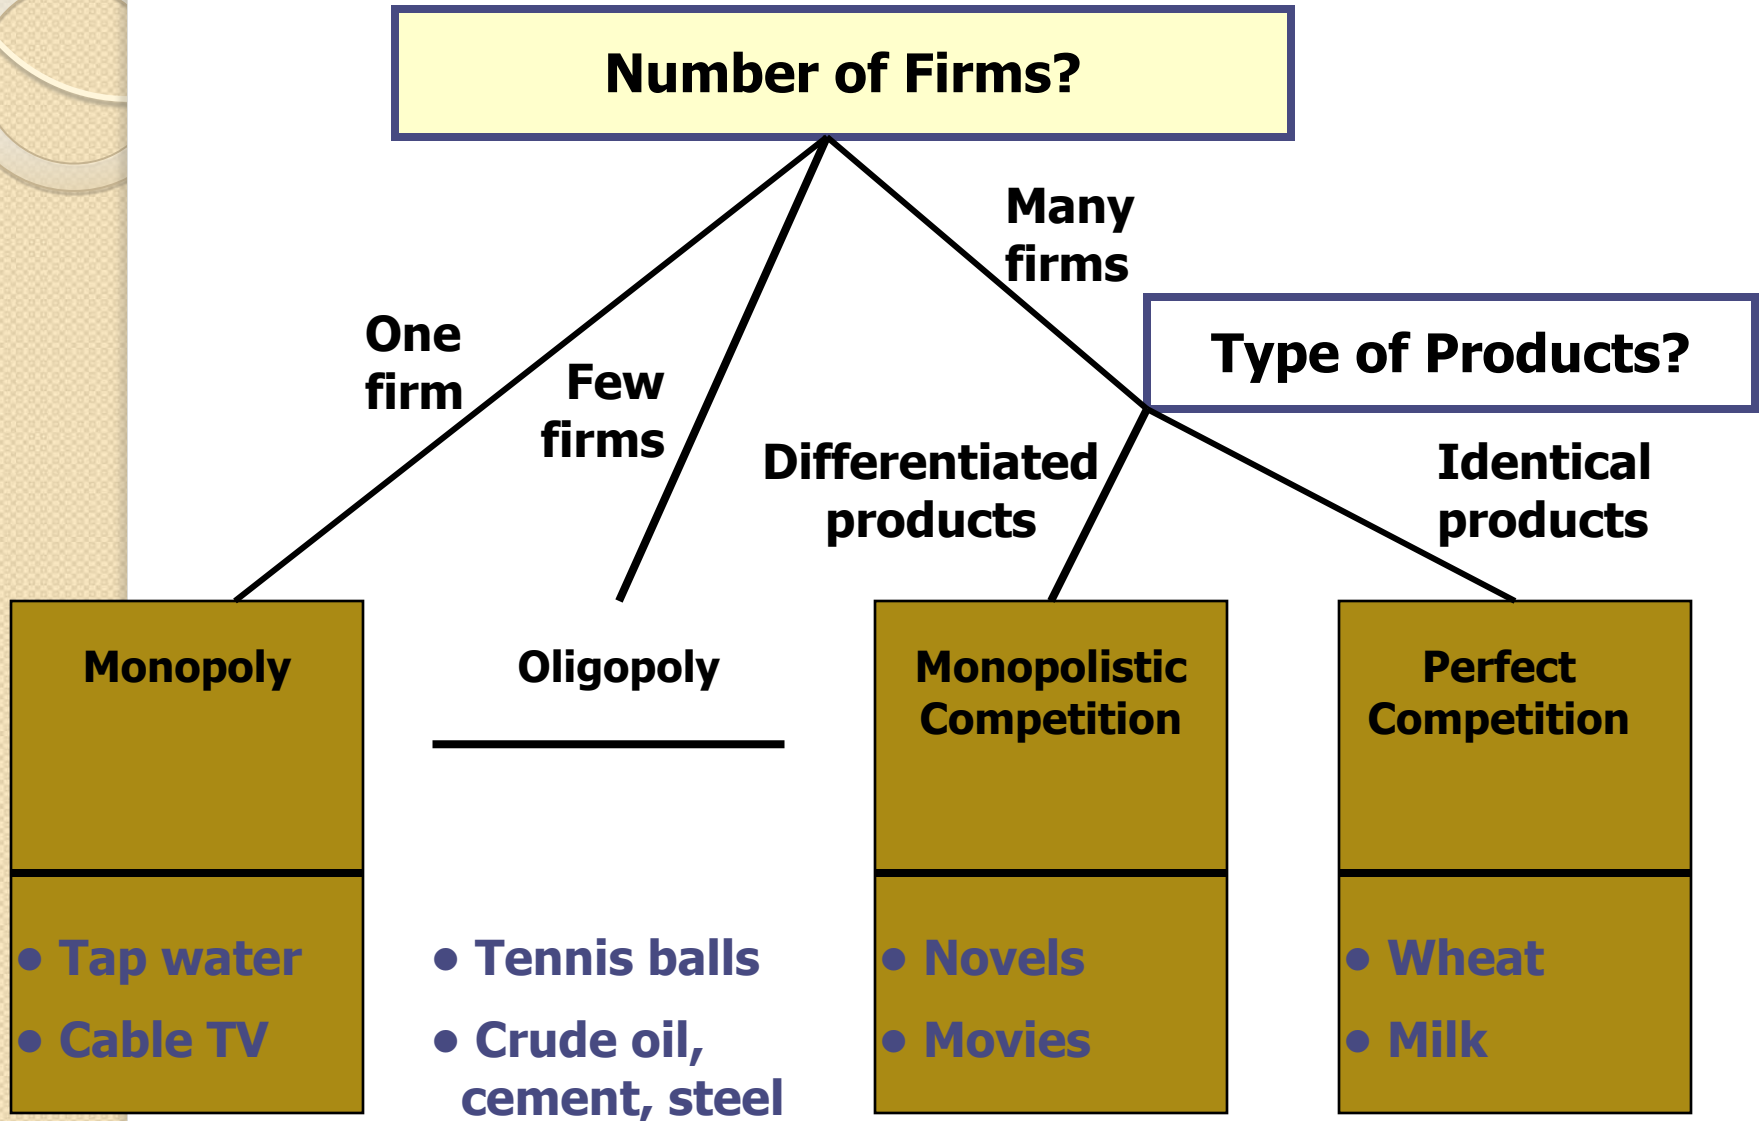 Number of Firms?
Many
firms
One
firm
Few
firms
Type of Products?
Differentiated
products
Identical
products
Monopoly
Oligopoly
Monopolistic
Competition
Perfect
Competition
• Tap water
• Cable TV
• Tennis balls
• Crude oil,
cement, steel
• Novels
• Movies
• Wheat
• Milk